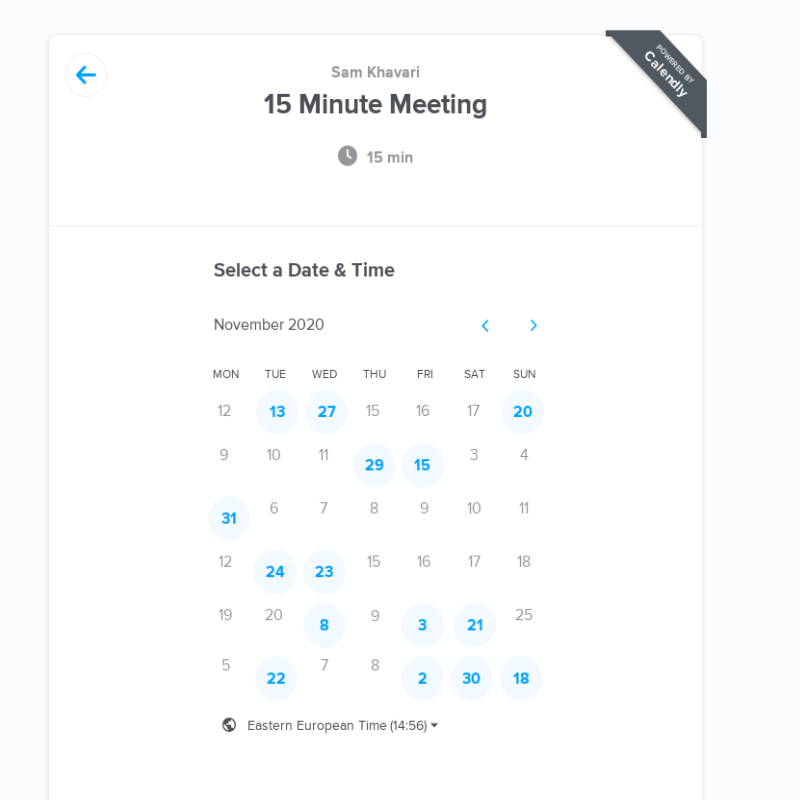 POWERED BY
Calendly
Sam Khavari
15 Minute Meeting
15 min
Select a Date & Time
November 2020
MON TUE WED THU FRI SAT SUN
12 13 27 15 16 17 20
9 10 11 29 15 3 4
31 6 7 8 9 10 11
12 24 23 15 16 17 18
19 20 8 9 3 21 25
5 22 7 8 2 30 18
Eastern European Time (14:56)